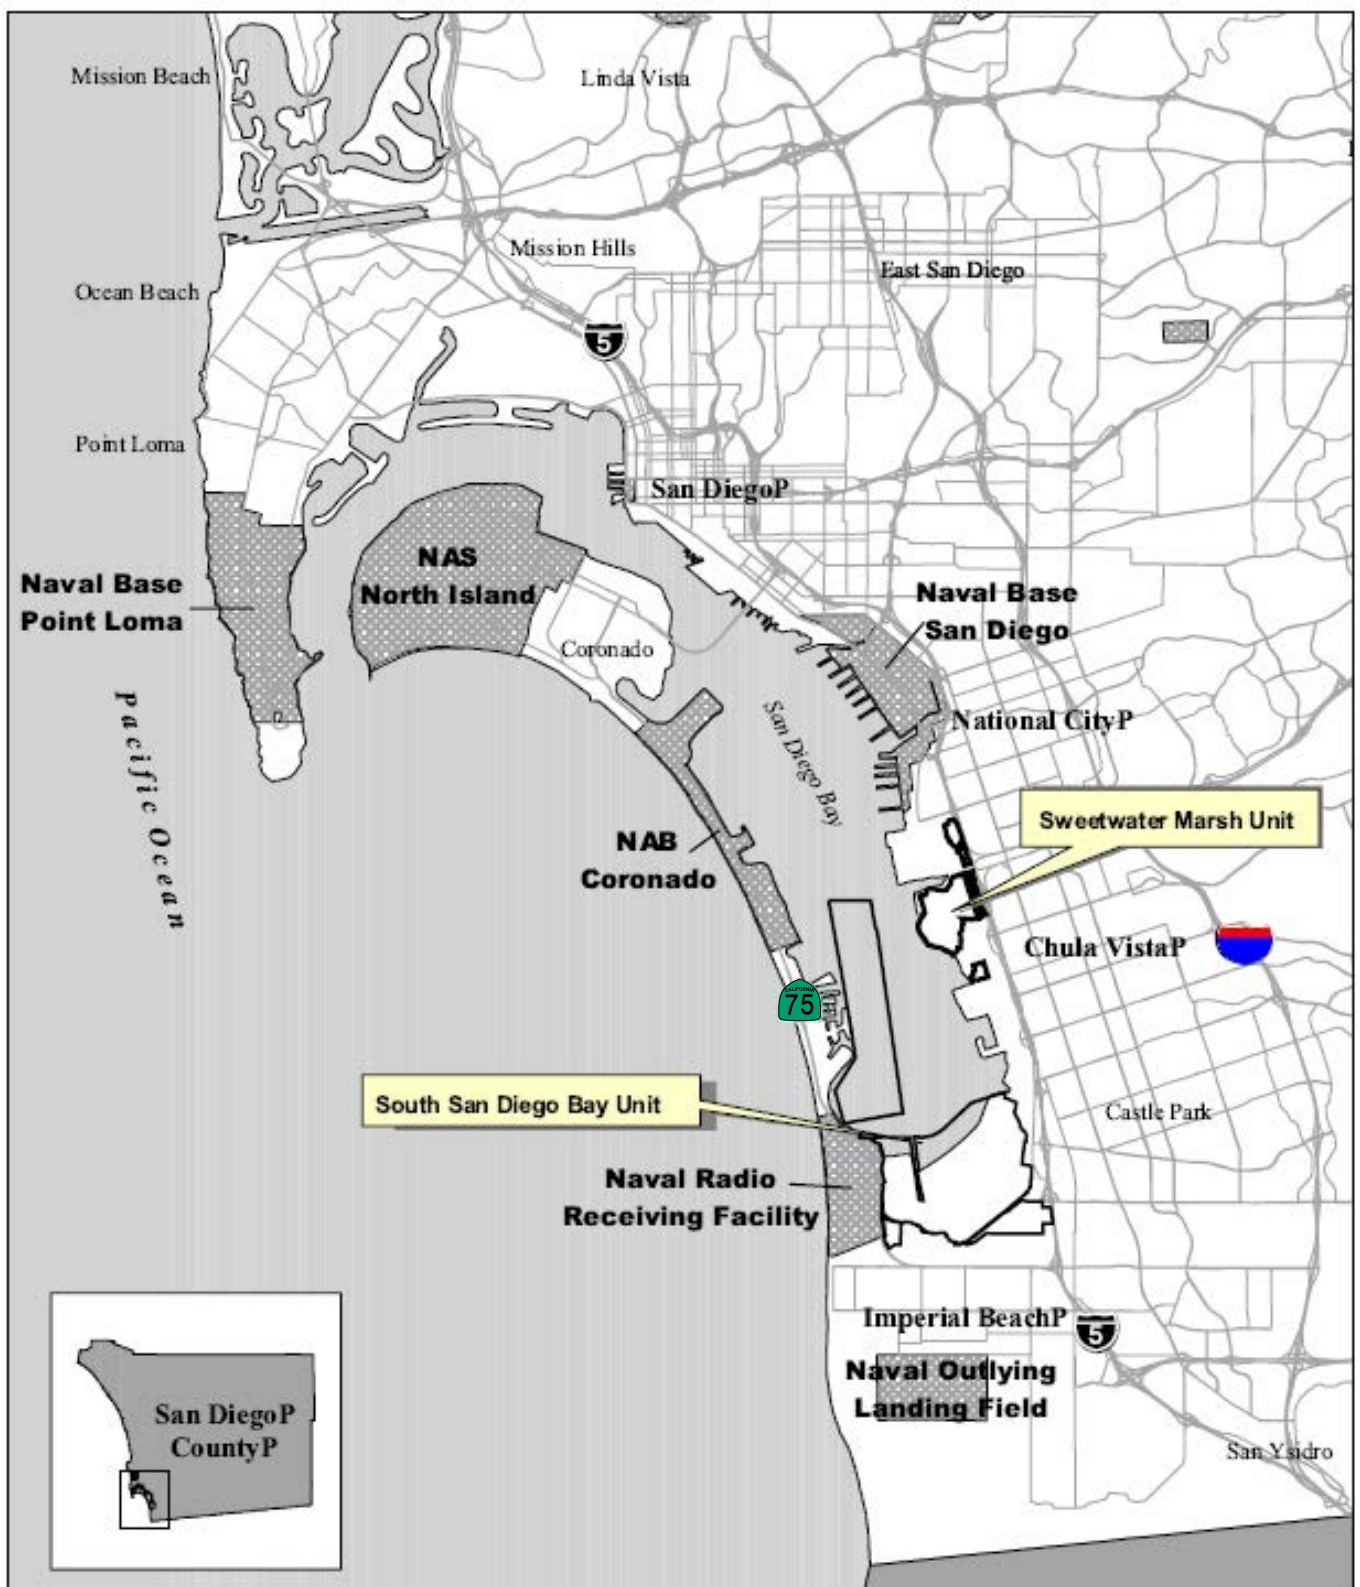 Mission Beach
Linda Vista
Mission Hills
East San Diego
Ocean Beach
5
Point Loma
San DiegoP
NAS
North Island
Naval Base
Point Loma
Naval Base
San Diego
Coronado
Pacific Ocean
San Diego Bay
National CityP
Sweetwater Marsh Unit
NAB
Coronado
Chula VistaP
CALIFORNIA
75
South San Diego Bay Unit
Castle Park
Naval Radio
Receiving Facility
Imperial BeachP
5
Naval Outlying
Landing Field
San DiegoP
CountyP
San Ysidro